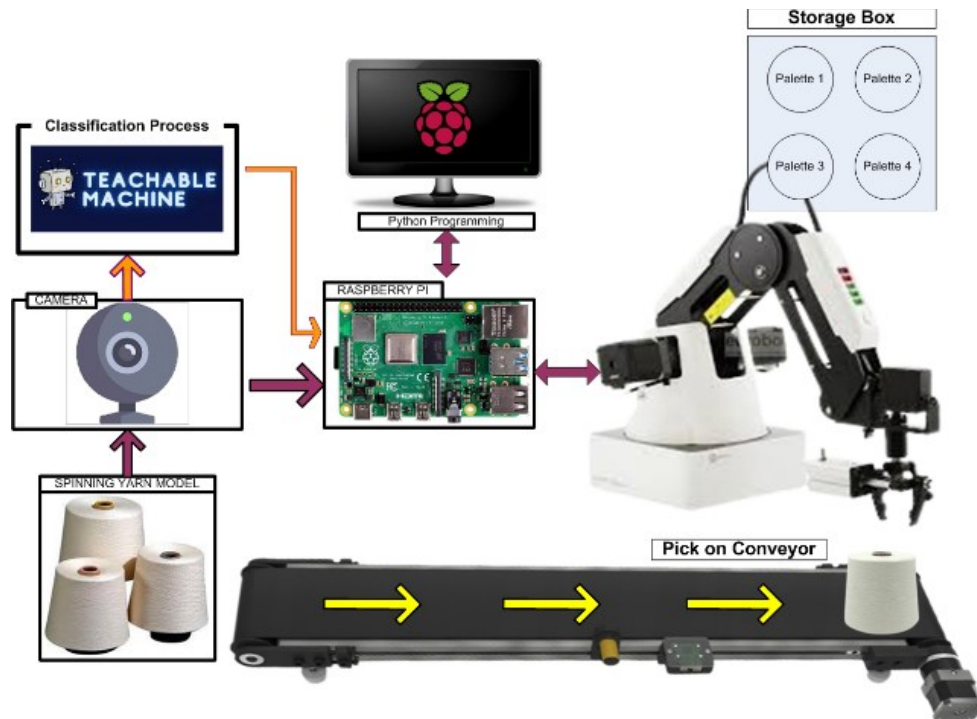 Storage Box
Palette 1
Palette 2
Palette 3
Palette 4
Classification Process
TEACHABLE
MACHINE
Python Programming
CAMERA
RASPBERRY PI
HDMI
SPINNING YARN MODEL
Pick on Conveyor